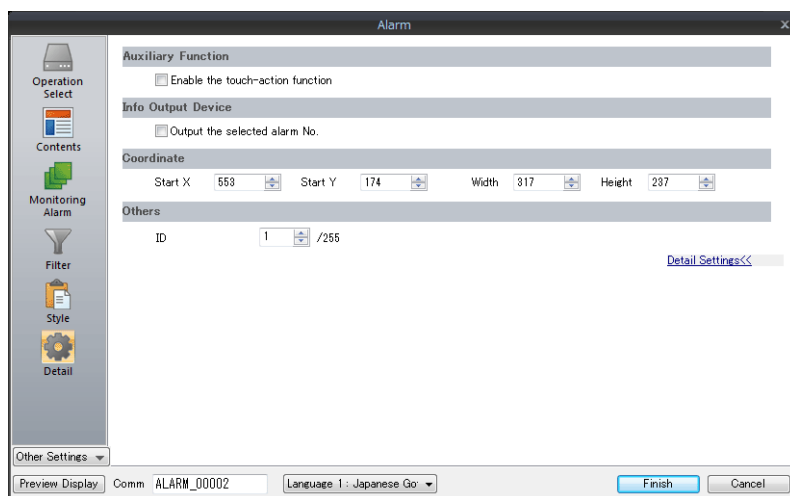 Alarm
x
Operation
Select
Contents
Monitoring
Alarm
Filter
Style
Detail
Other Settings
Auxiliary Function
Enable the touch-action function
Info Output Device
Output the selected alarm No.
Coordinate
Start X 553 Start Y 174 Width 317 Height 237
Others
ID 1 /255
Detail Settings<<
Preview Display Comm ALARM_00002 Language 1 : Japanese Go Finish Cancel